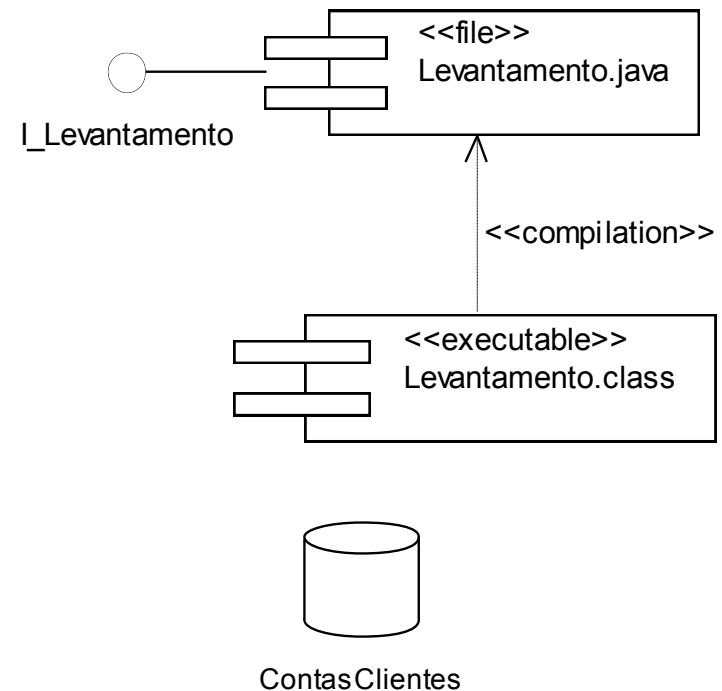 <<file>>
Levantamento.java
I_Levantamento
<<compilation>>
<<executable>>
Levantamento.class
ContasClientes